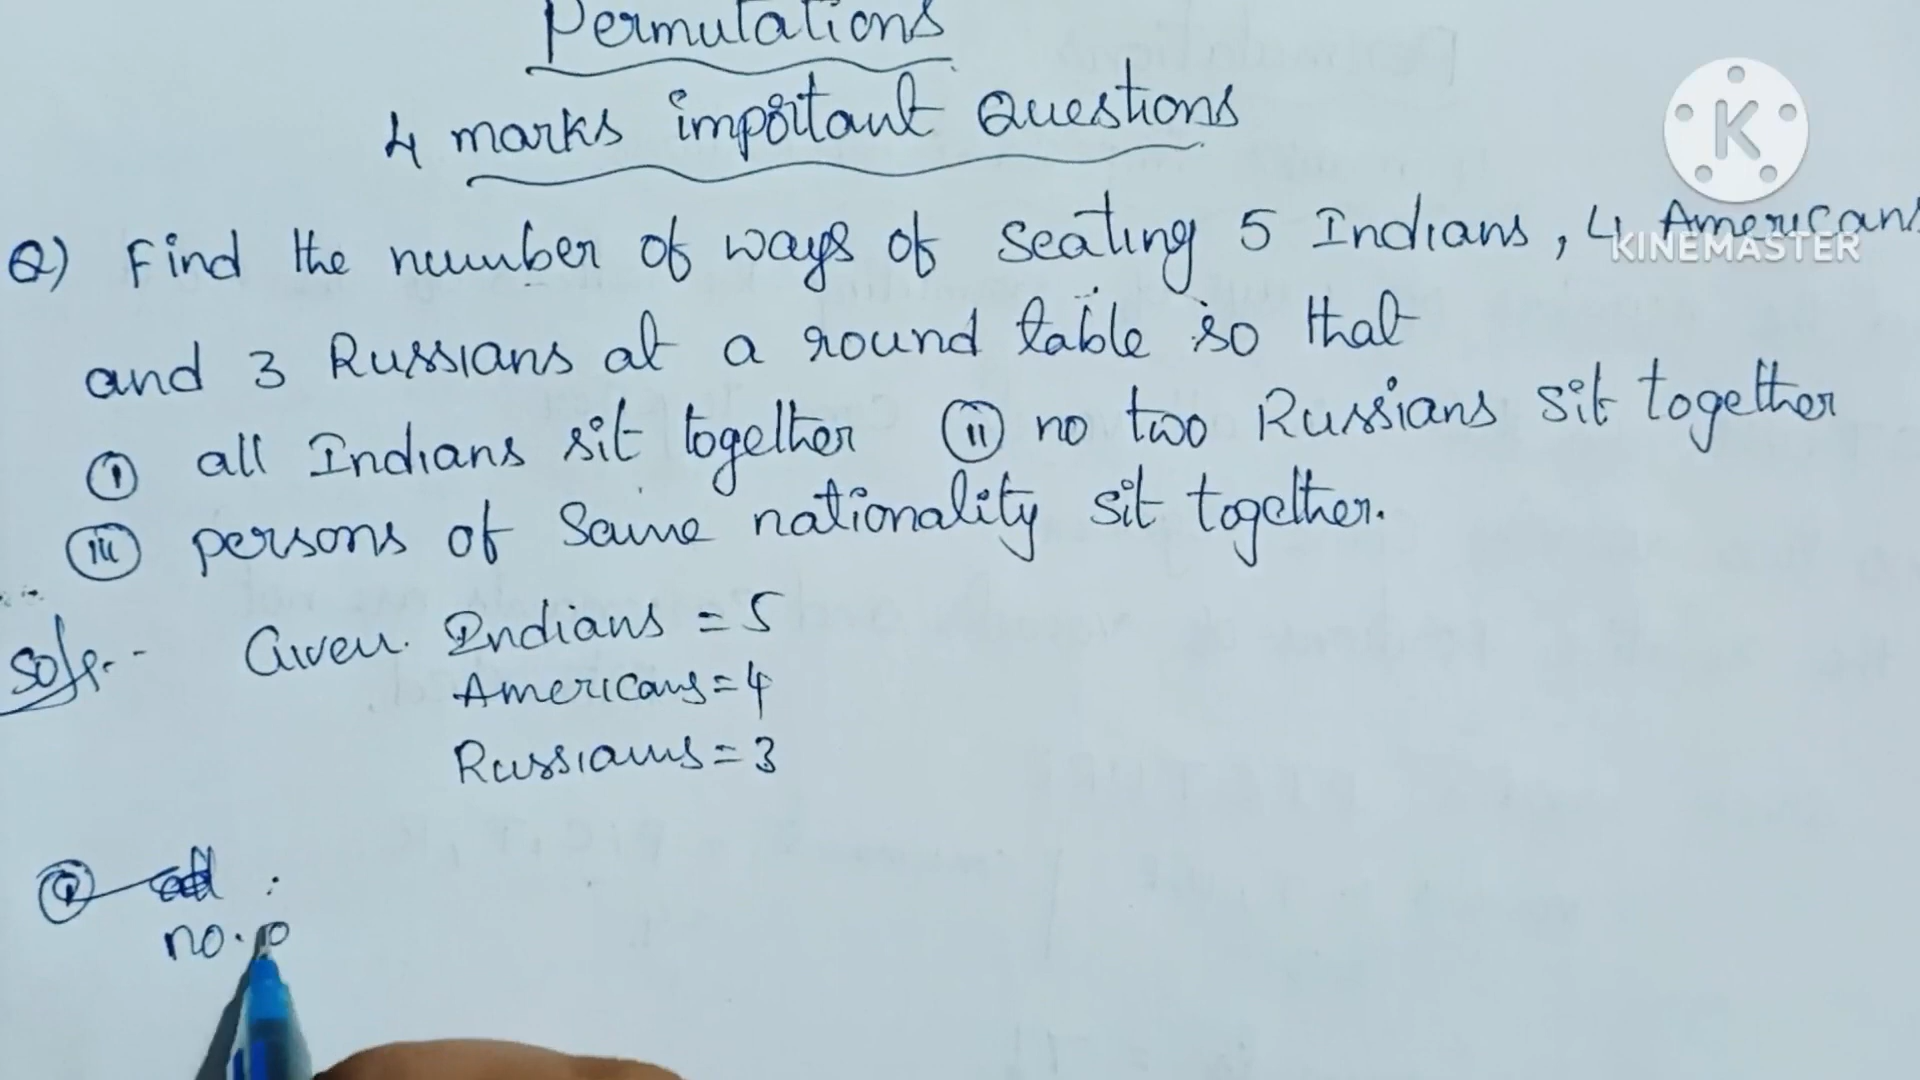 Permutations
4 marks important Questions
K
KINEMASTER
Q) Find the number of ways of seating 5 Indians, 4 Americans
and 3 Russians at a round table so that
(i) all Indians sit together (ii) no two Russians sit together
(iii) persons of same nationality sit together.
Sol:- Given Indians = 5
Americans = 4
Russians = 3
no. o